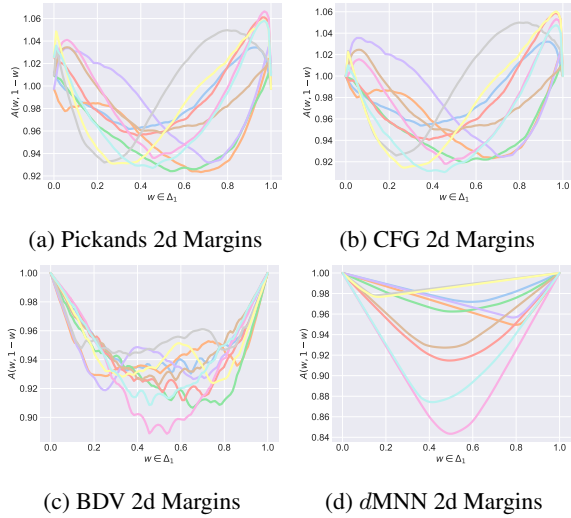 1.06
1.04
1.02
1.00
0.98
0.96
0.94
0.92
A(w, 1 − w)
0.0 0.2 0.4 0.6 0.8 1.0
w ∈ Δ₁
(a) Pickands 2d Margins
1.06
1.04
1.02
1.00
0.98
0.96
0.94
0.92
A(w, 1 − w)
0.0 0.2 0.4 0.6 0.8 1.0
w ∈ Δ₁
(b) CFG 2d Margins
1.00
0.98
0.96
0.94
0.92
0.90
A(w, 1 − w)
0.0 0.2 0.4 0.6 0.8 1.0
w ∈ Δ₁
(c) BDV 2d Margins
1.00
0.98
0.96
0.94
0.92
0.90
0.88
0.86
0.84
A(w, 1 − w)
0.0 0.2 0.4 0.6 0.8 1.0
w ∈ Δ₁
(d) dMNN 2d Margins